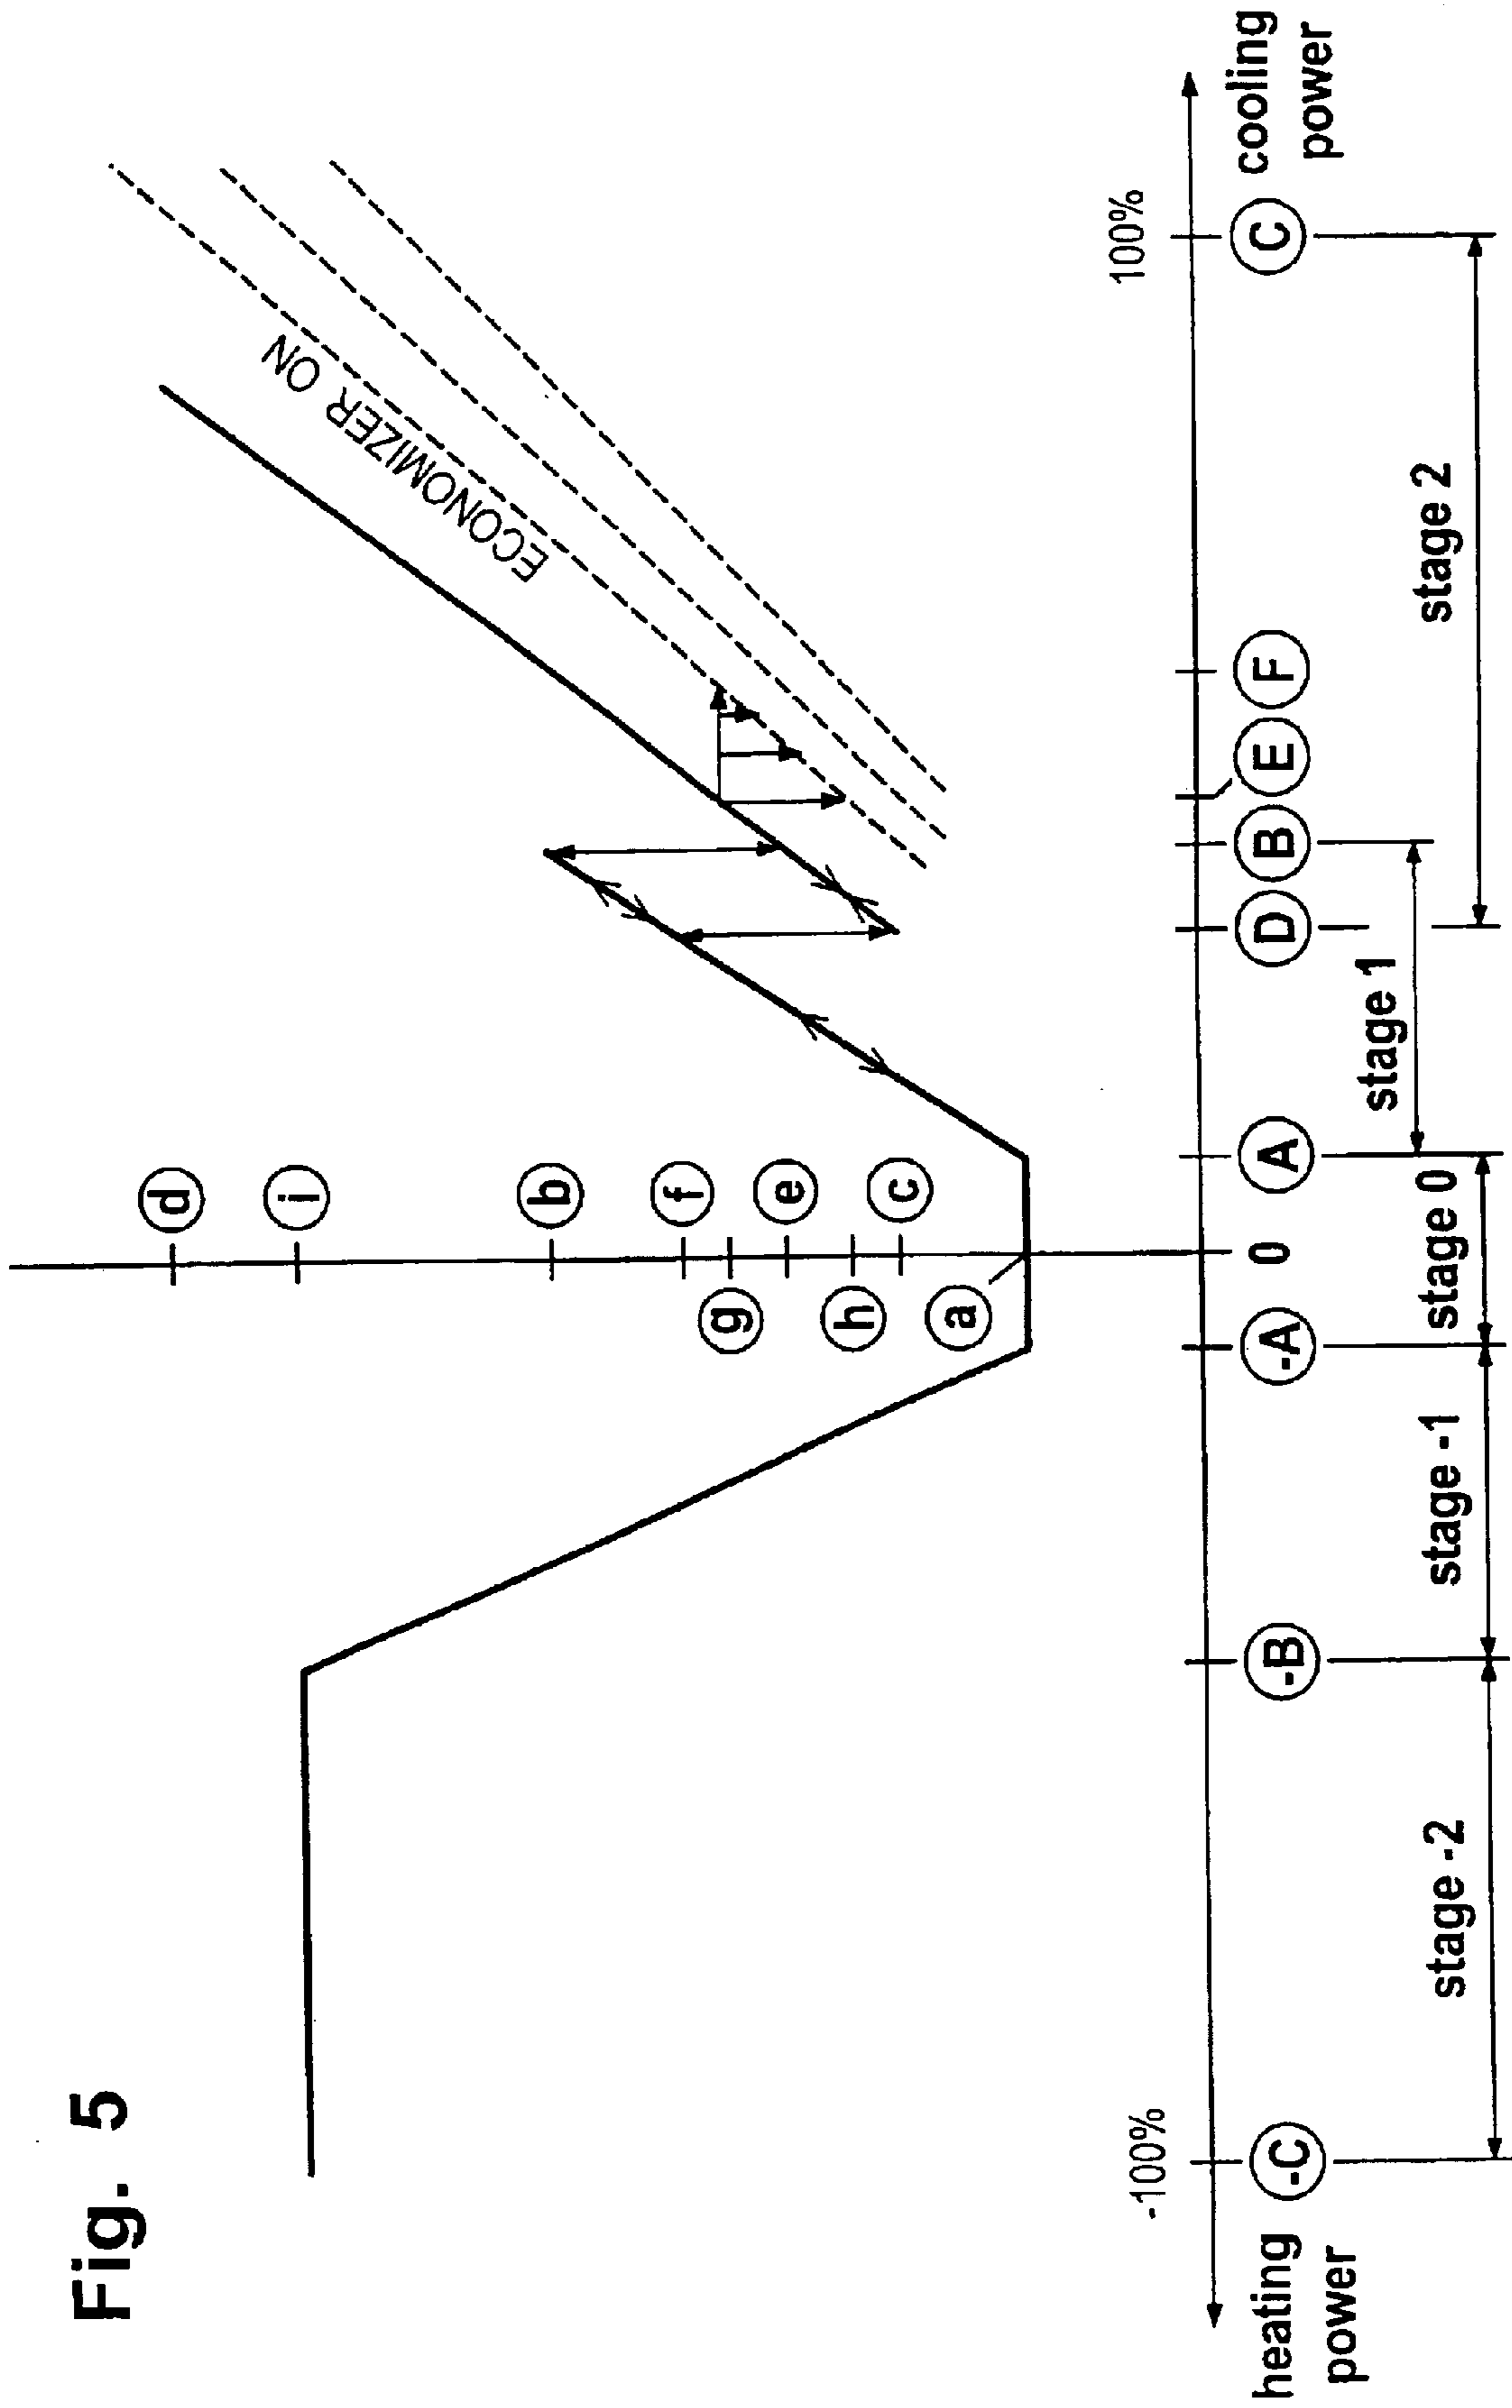 Fig. 5
d
i
b
f
g
e
h
c
a
ECONOMIZER ON
-100%
100%
heating
power
-C
-B
-A
0
A
D
B
E
F
C
cooling
power
stage -2
stage -1
stage 0
stage 1
stage 2